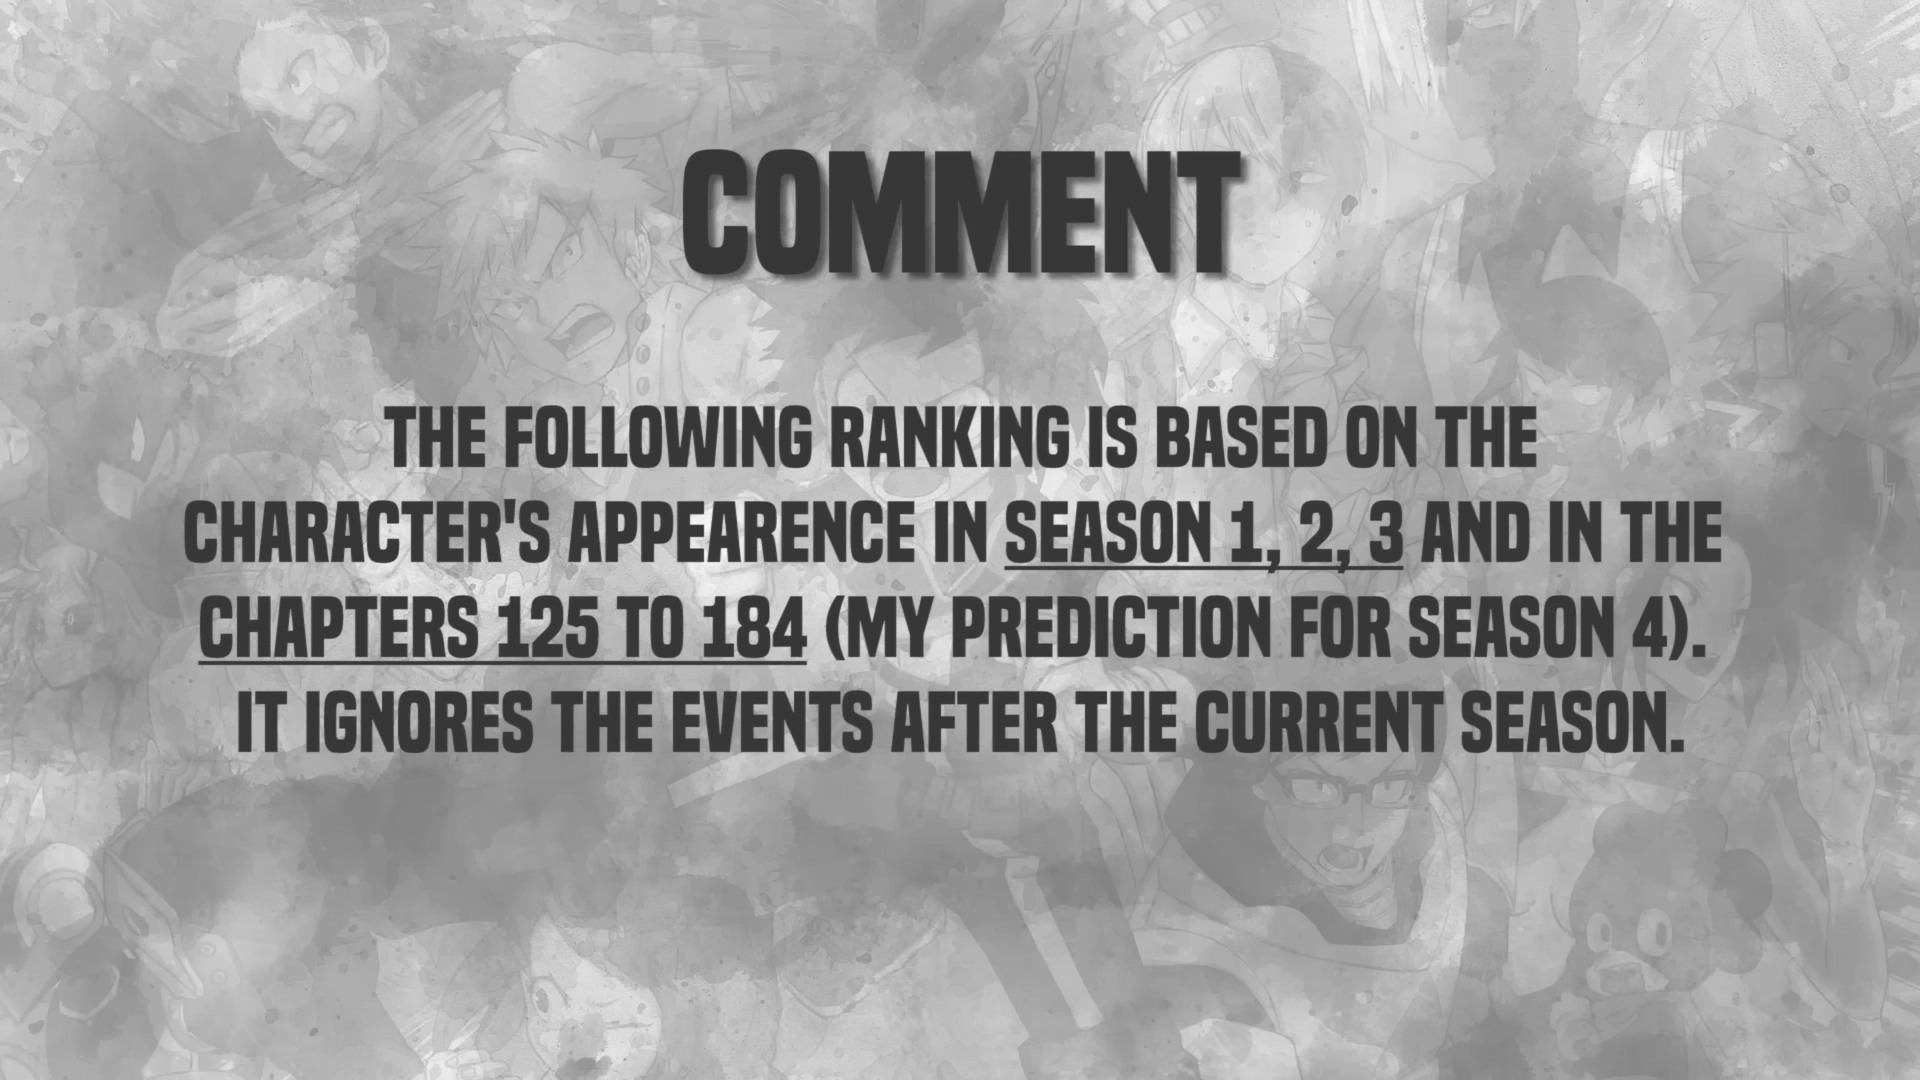 COMMENT
THE FOLLOWING RANKING IS BASED ON THE
CHARACTER'S APPEARENCE IN SEASON 1, 2, 3 AND IN THE
CHAPTERS 125 TO 184 (MY PREDICTION FOR SEASON 4).
IT IGNORES THE EVENTS AFTER THE CURRENT SEASON.